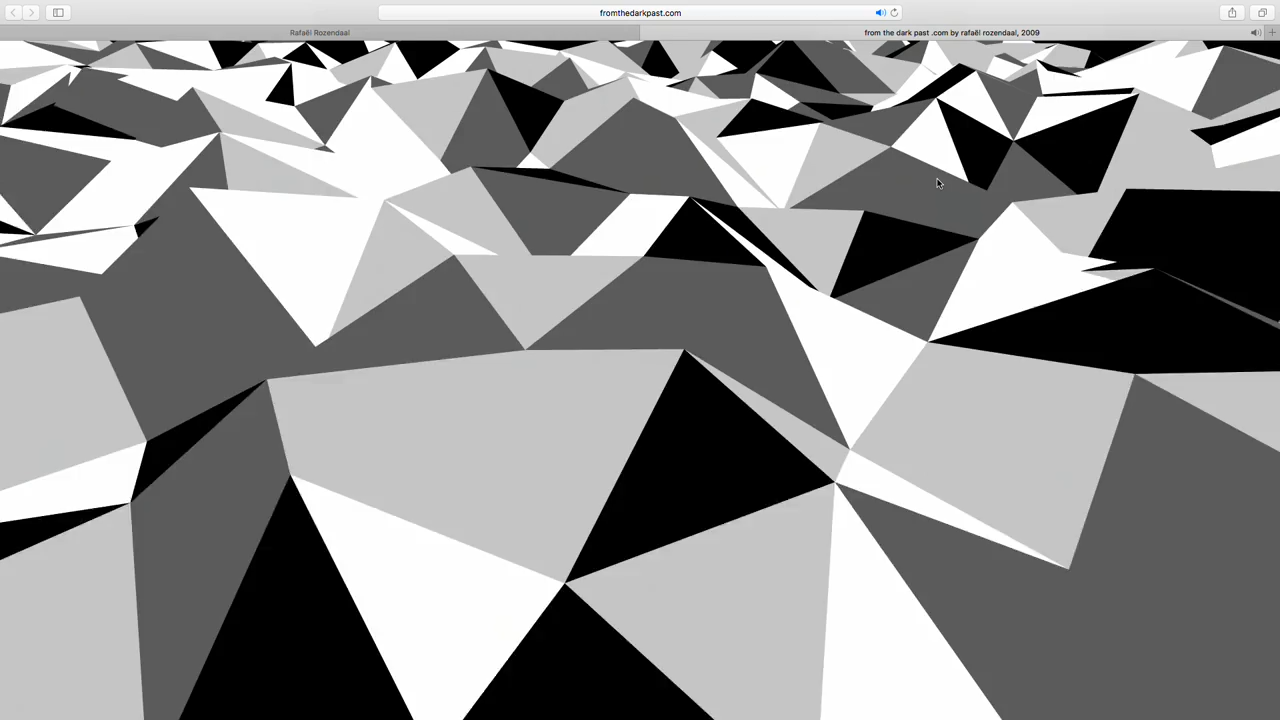 fromthedarkpast.com
Rafaël Rozendaal
from the dark past .com by rafaël rozendaal, 2009